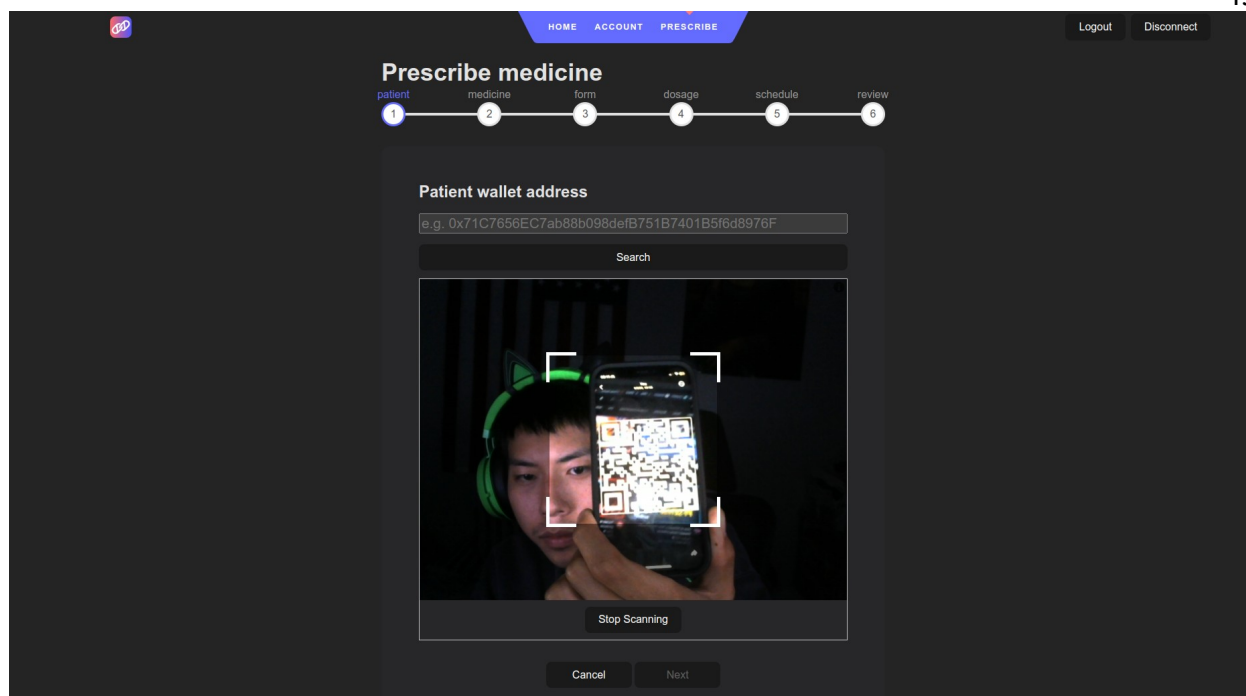 HOME ACCOUNT PRESCRIBE
Logout Disconnect
Prescribe medicine
patient medicine form dosage schedule review
1 2 3 4 5 6
Patient wallet address
e.g. 0x71C7656EC7ab88b098defB751B7401B5f6d8976F
Search
Stop Scanning
Cancel Next